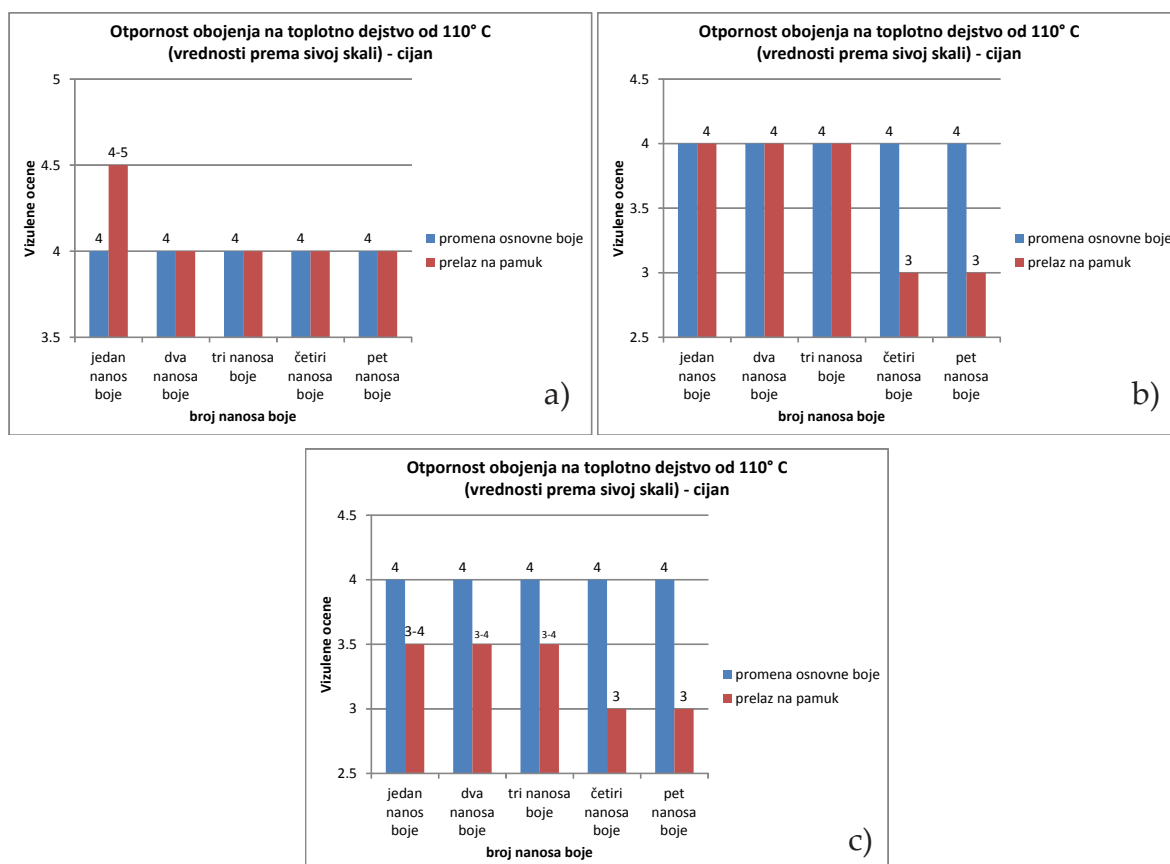 Otpornost obojenja na toplotno dejstvo od 110° C
(vrednosti prema sivoj skali) - cijan
Vizulene ocene
5
4.5
4
3.5
4-5
4
4
4
4
4
promena osnovne boje
prelaz na pamuk
jedan nanos boje
dva nanosa boje
tri nanosa boje
četiri nanosa boje
pet nanosa boje
broj nanosa boje
a)
Otpornost obojenja na toplotno dejstvo od 110° C
(vrednosti prema sivoj skali) - cijan
Vizulene ocene
4.5
4
3.5
3
2.5
4
4
4
4
3
4
3
promena osnovne boje
prelaz na pamuk
jedan nanos boje
dva nanosa boje
tri nanosa boje
četiri nanosa boje
pet nanosa boje
broj nanosa boje
b)
Otpornost obojenja na toplotno dejstvo od 110° C
(vrednosti prema sivoj skali) - cijan
Vizulene ocene
4.5
4
3.5
3
2.5
4
3-4
4
3-4
4
3-4
4
3
4
3
promena osnovne boje
prelaz na pamuk
jedan nanos boje
dva nanosa boje
tri nanosa boje
četiri nanosa boje
pet nanosa boje
broj nanosa boje
c)